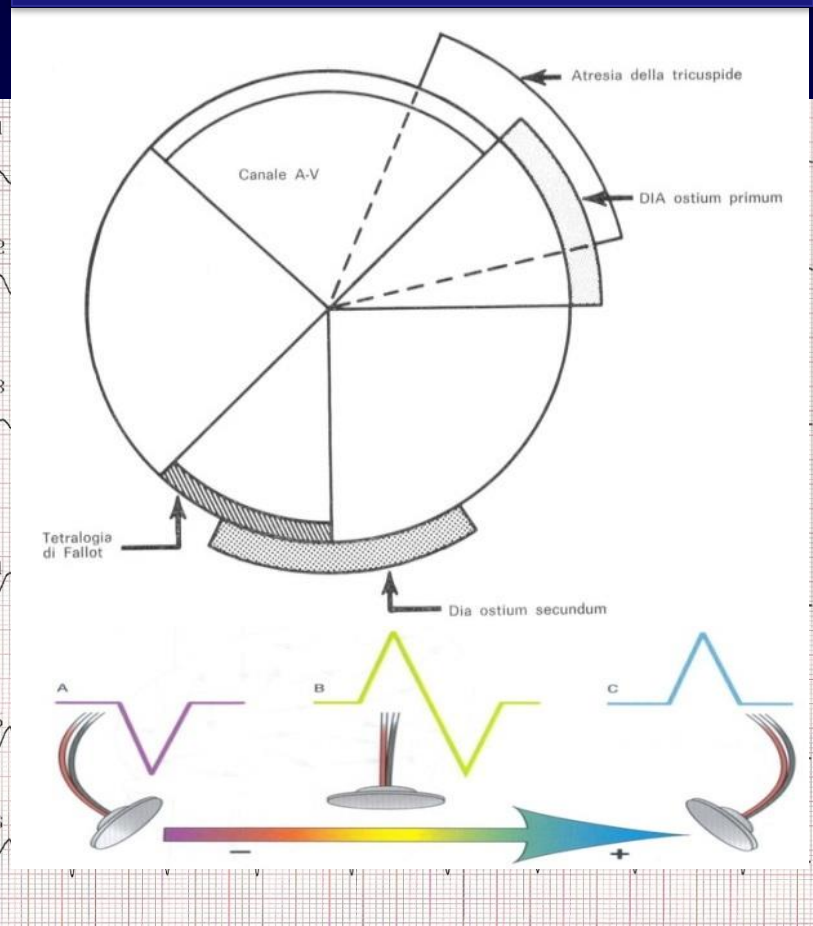 Atresia della tricuspide
Canale A-V
DIA ostium primum
Tetralogia
di Fallot
Dia ostium secundum
A
B
C
−
+